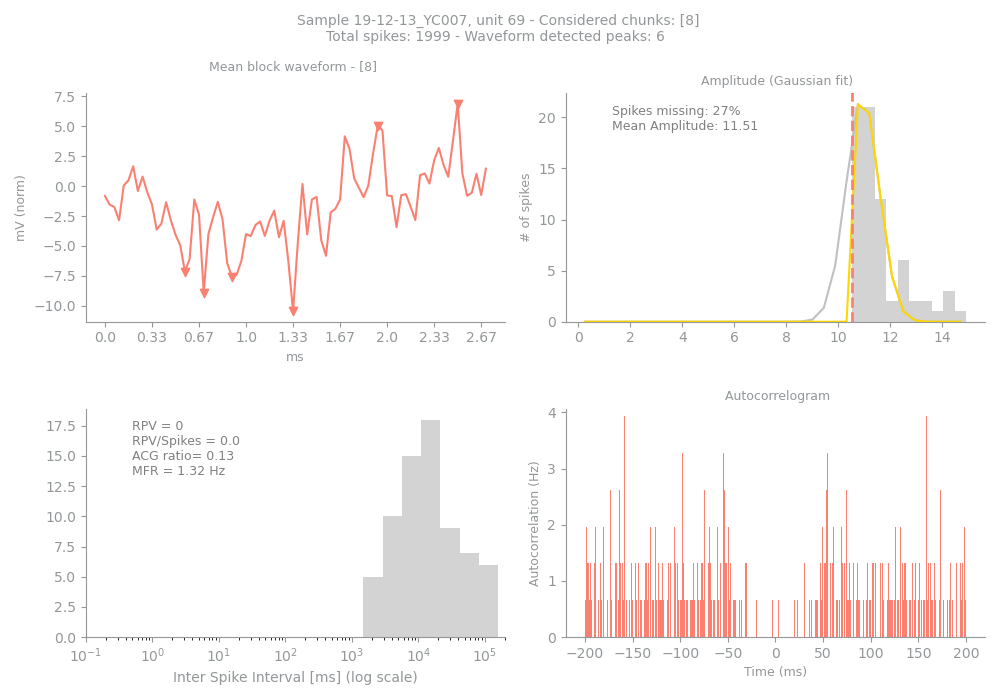 Sample 19-12-13_YC007, unit 69 - Considered chunks: [8]
Total spikes: 1999 - Waveform detected peaks: 6
Mean block waveform - [8]
7.5
5.0
2.5
0.0
−2.5
−5.0
−7.5
−10.0
mV (norm)
0.0 0.33 0.67 1.0 1.33 1.67 2.0 2.33 2.67
ms
Amplitude (Gaussian fit)
Spikes missing: 27%
Mean Amplitude: 11.51
20
15
10
5
0
# of spikes
0 2 4 6 8 10 12 14
RPV = 0
RPV/Spikes = 0.0
ACG ratio= 0.13
MFR = 1.32 Hz
17.5
15.0
12.5
10.0
7.5
5.0
2.5
0.0
10⁻¹ 10⁰ 10¹ 10² 10³ 10⁴ 10⁵
Inter Spike Interval [ms] (log scale)
Autocorrelogram
4
3
2
1
0
Autocorrelation (Hz)
−200 −150 −100 −50 0 50 100 150 200
Time (ms)